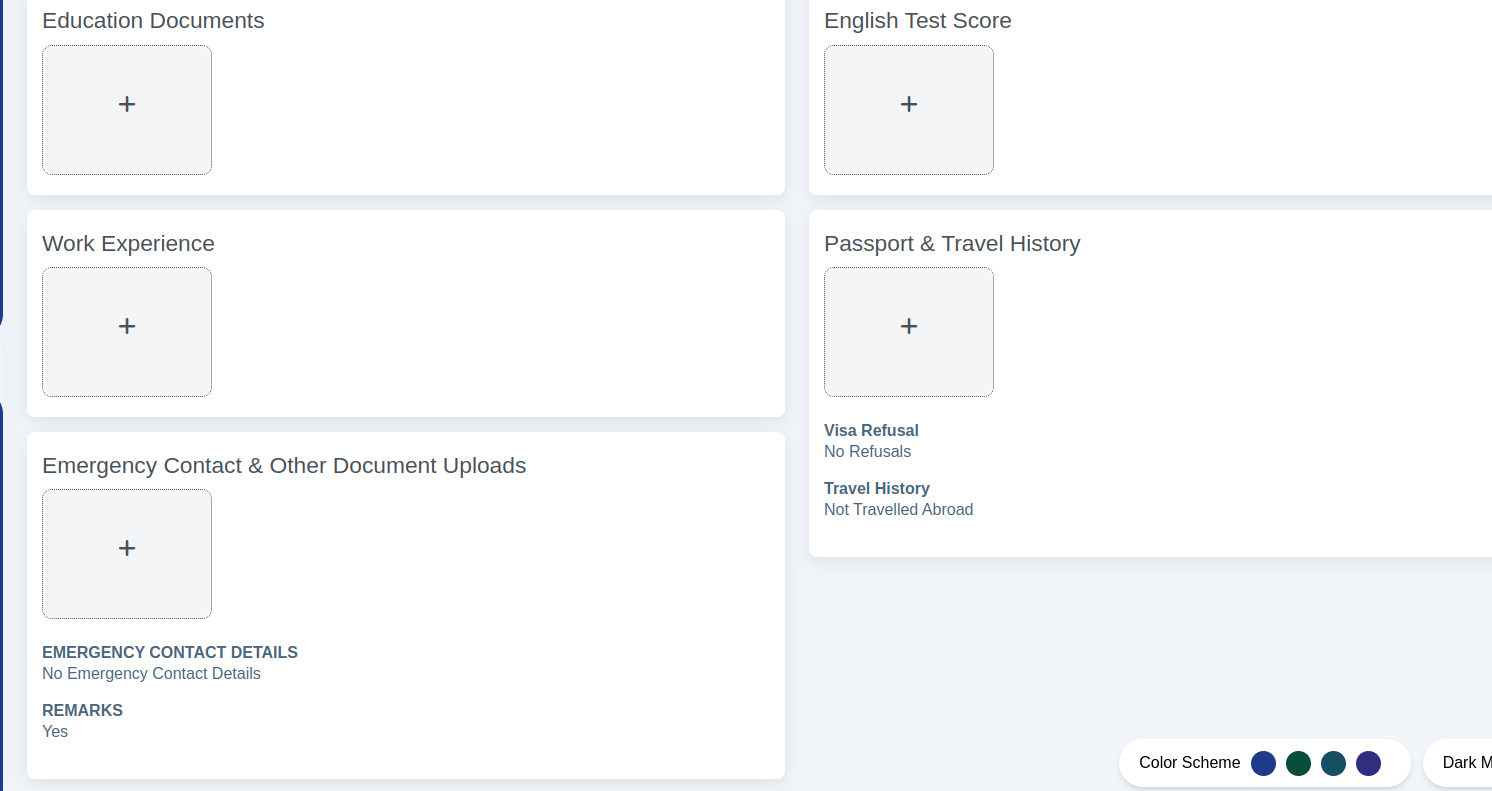 Education Documents
+
English Test Score
+
Work Experience
+
Passport & Travel History
+
Visa Refusal
No Refusals
Travel History
Not Travelled Abroad
Emergency Contact & Other Document Uploads
+
EMERGENCY CONTACT DETAILS
No Emergency Contact Details
REMARKS
Yes
Color Scheme
Dark M